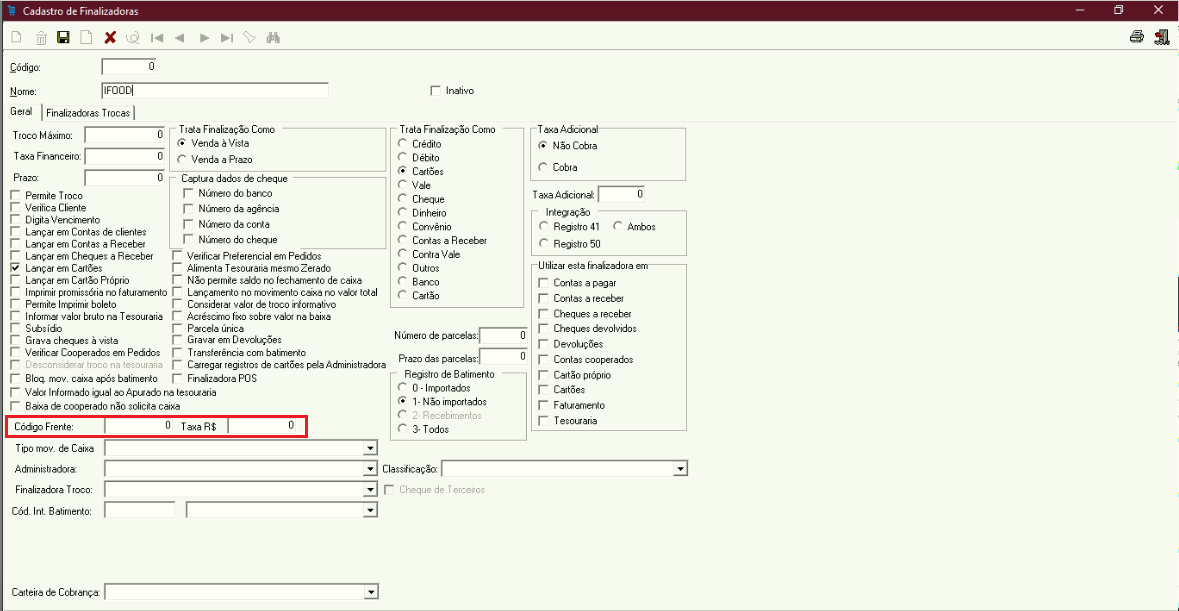 Cadastro de Finalizadoras
Código: 0
Nome: IFOOD
Inativo
Geral Finalizadoras Trocas
Troco Máximo: 0
Taxa Financeiro: 0
Prazo: 0
Permite Troco
Verifica Cliente
Digita Vencimento
Lançar em Contas de clientes
Lançar em Contas a Receber
Lançar em Cheques a Receber
Lançar em Cartões
Lançar em Cartão Próprio
Imprimir promissória no faturamento
Permite Imprimir boleto
Informar valor bruto na Tesouraria
Subsídio
Grava cheques à vista
Verificar Cooperados em Pedidos
Desconsiderar troco na tesouraria
Bloq. mov. caixa após batimento
Valor Informado igual ao Apurado na tesouraria
Baixa de cooperado não solicita caixa
Trata Finalização Como
Venda à Vista
Venda a Prazo
Captura dados de cheque
Número do banco
Número da agência
Número da conta
Número do cheque
Verificar Preferencial em Pedidos
Alimenta Tesouraria mesmo Zerado
Não permite saldo no fechamento de caixa
Lançamento no movimento caixa no valor total
Considerar valor de troco informativo
Acréscimo fixo sobre valor na baixa
Parcela única
Gravar em Devoluções
Transferência com batimento
Carregar registros de cartões pela Administradora
Finalizadora POS
Trata Finalização Como
Crédito
Débito
Cartões
Vale
Cheque
Dinheiro
Convênio
Contas a Receber
Contra Vale
Outros
Banco
Cartão
Número de parcelas: 0
Prazo das parcelas: 0
Registro de Batimento
0 - Importados
1- Não importados
2- Recebimentos
3- Todos
Taxa Adicional
Não Cobra
Cobra
Taxa Adicional: 0
Integração
Registro 41 Ambos
Registro 50
Utilizar esta finalizadora em
Contas a pagar
Contas a receber
Cheques a receber
Cheques devolvidos
Devoluções
Contas cooperados
Cartão próprio
Cartões
Faturamento
Tesouraria
Código Frente: 0 Taxa R$ 0
Tipo mov. de Caixa
Administradora: Classificação:
Finalizadora Troco: Cheque de Terceiros
Cód. Int. Batimento:
Carteira de Cobrança: